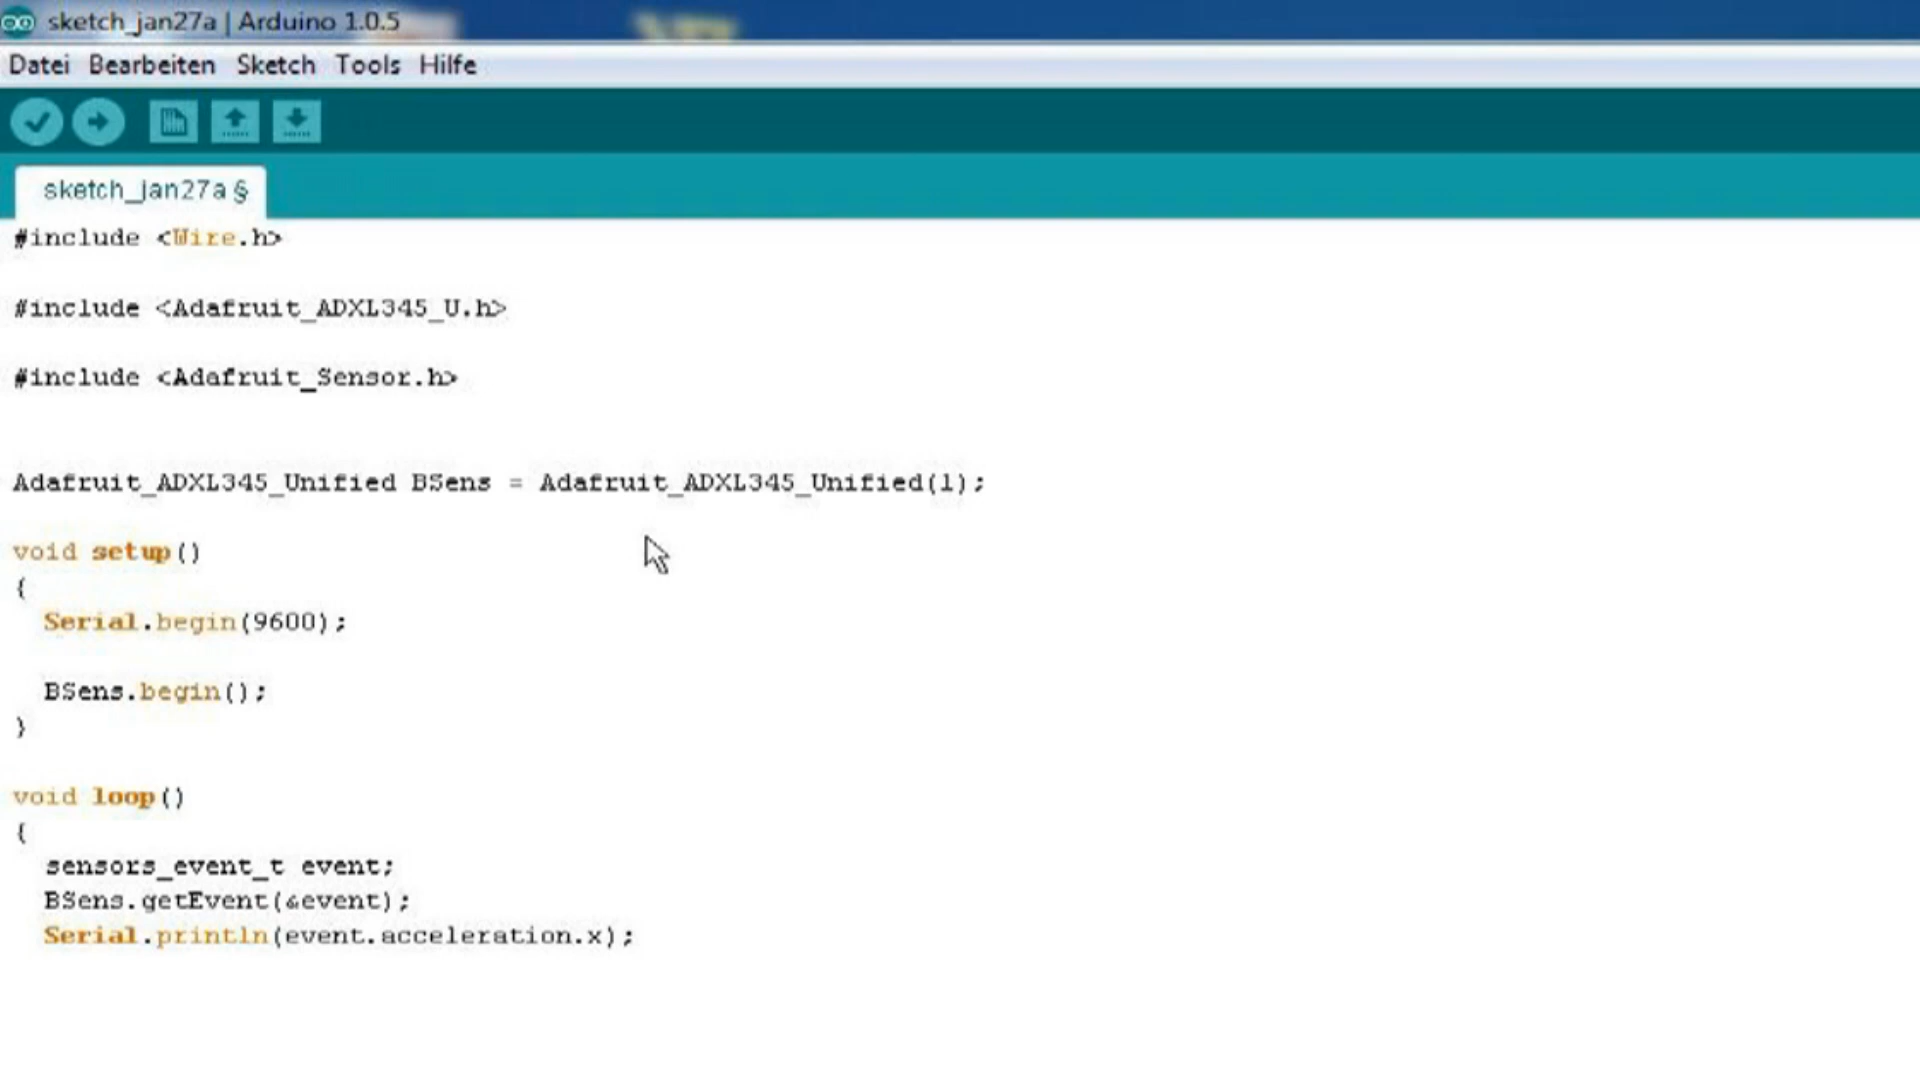 sketch_jan27a | Arduino 1.0.5
Datei Bearbeiten Sketch Tools Hilfe
sketch_jan27a §
#include <Wire.h>
#include <Adafruit_ADXL345_U.h>
#include <Adafruit_Sensor.h>
Adafruit_ADXL345_Unified BSens = Adafruit_ADXL345_Unified(1);
void setup()
{
Serial.begin(9600);
BSens.begin();
}
void loop()
{
sensors_event_t event;
BSens.getEvent(&event);
Serial.println(event.acceleration.x);